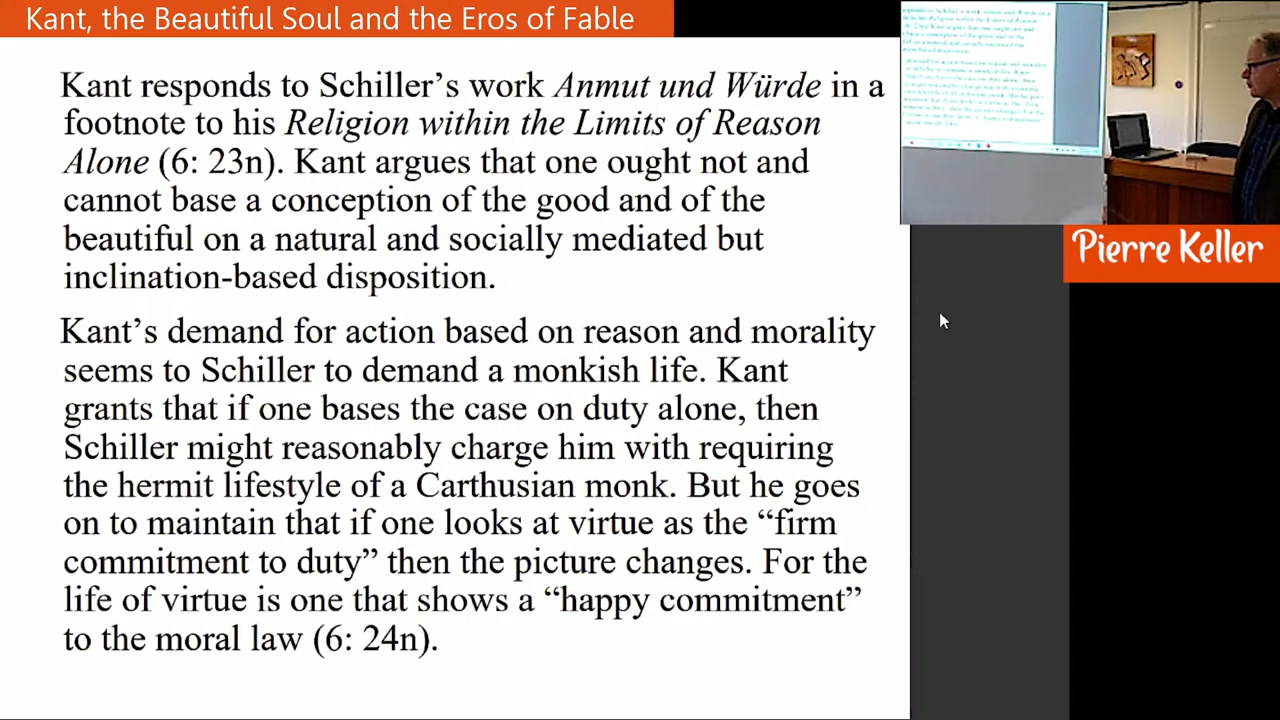 Kant, the Beautiful Soul and the Eros of Fable
Kant responds to Schiller's work Anmut und Würde in a
footnote to his Religion within the Limits of Reason
Alone (6: 23n). Kant argues that one ought not and
cannot base a conception of the good and of the
beautiful on a natural and socially mediated but
inclination-based disposition.
Kant's demand for action based on reason and morality
seems to Schiller to demand a monkish life. Kant
grants that if one bases the case on duty alone, then
Schiller might reasonably charge him with requiring
the hermit lifestyle of a Carthusian monk. But he goes
on to maintain that if one looks at virtue as the “firm
commitment to duty” then the picture changes. For the
life of virtue is one that shows a “happy commitment”
to the moral law (6: 24n).
Pierre Keller